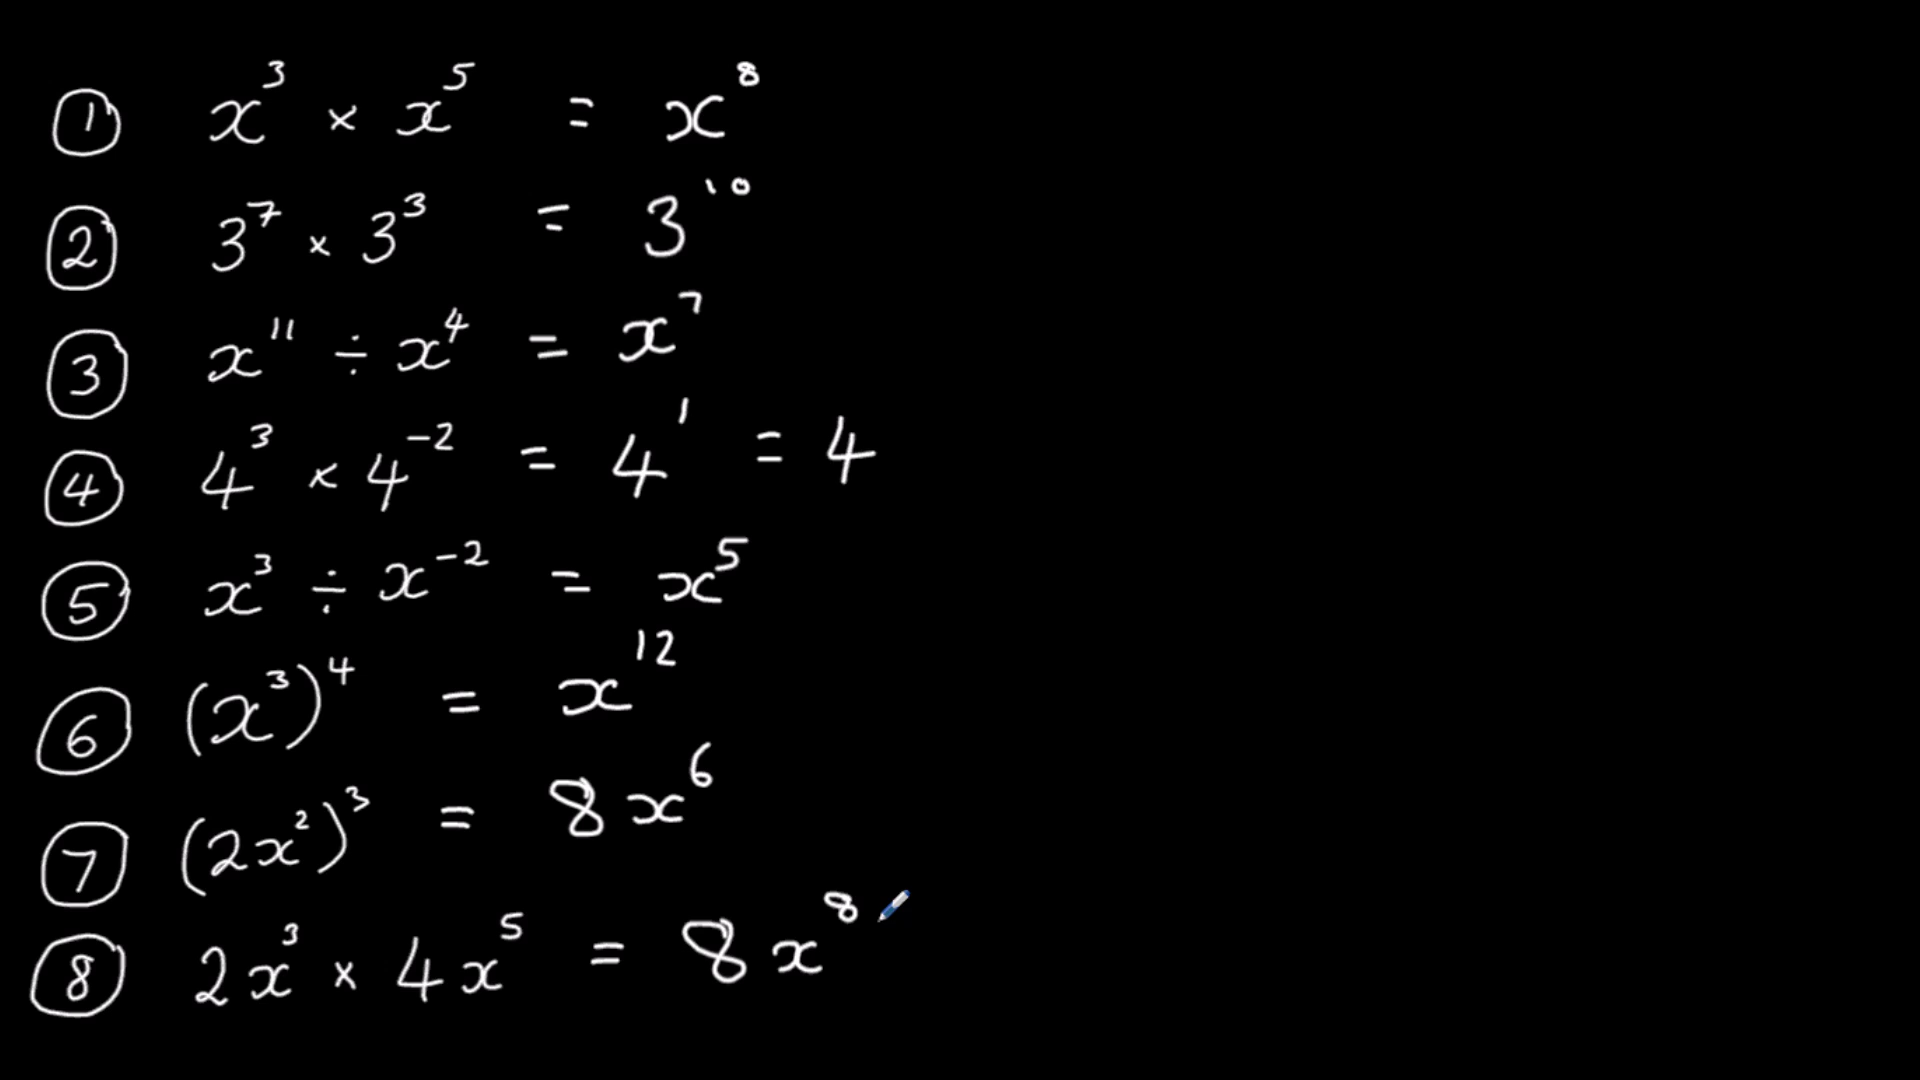 ① x³ × x⁵ = x⁸
② 3⁷ × 3³ = 3¹⁰
③ x¹¹ ÷ x⁴ = x⁷
④ 4³ × 4⁻² = 4¹ = 4
⑤ x³ ÷ x⁻² = x⁵
⑥ (x³)⁴ = x¹²
⑦ (2x²)³ = 8x⁶
⑧ 2x³ × 4x⁵ = 8x⁸